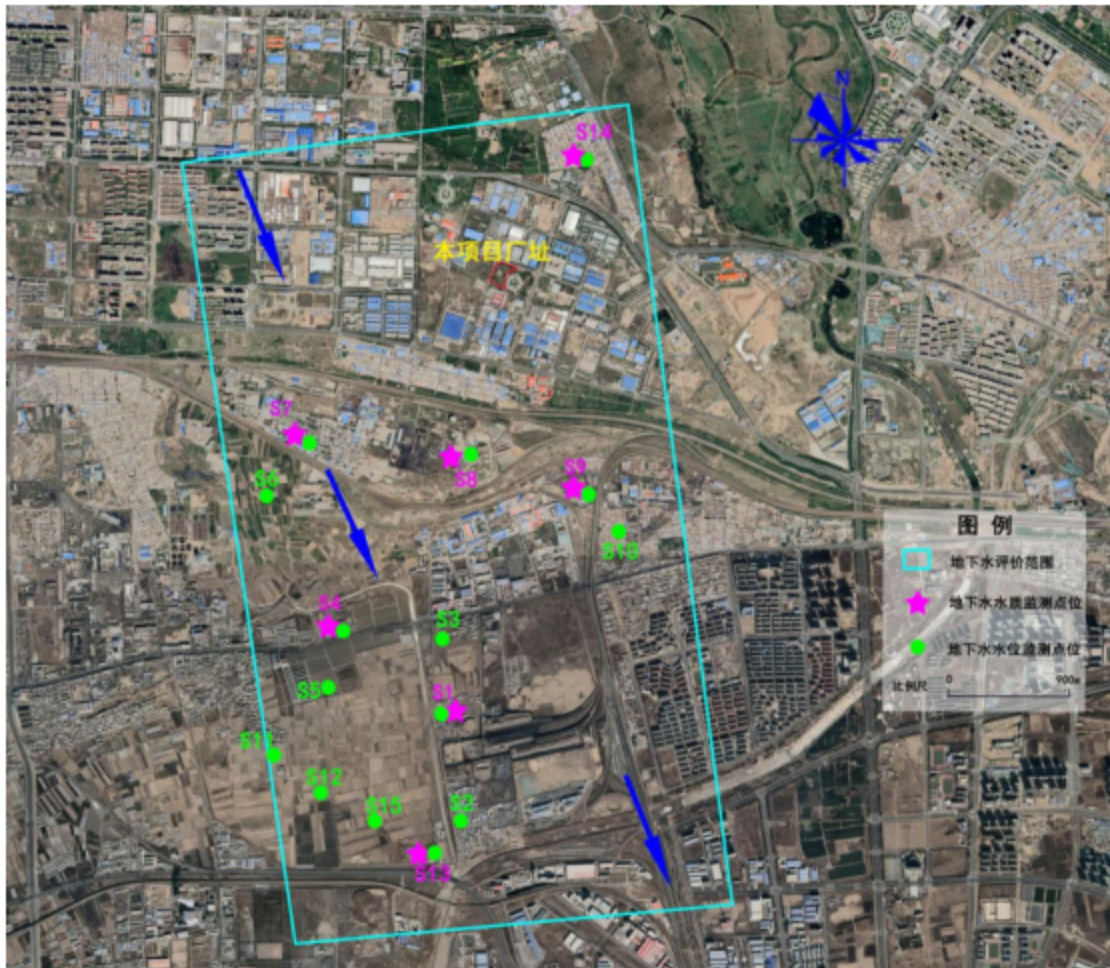 N
S14
本项目厂址
S7
S8
S9
S6
S10
图 例
地下水评价范围
地下水水质监测点位
地下水水位监测点位
比例尺 0 900m
S4
S3
S5
S1
S11
S12
S15
S2
S13